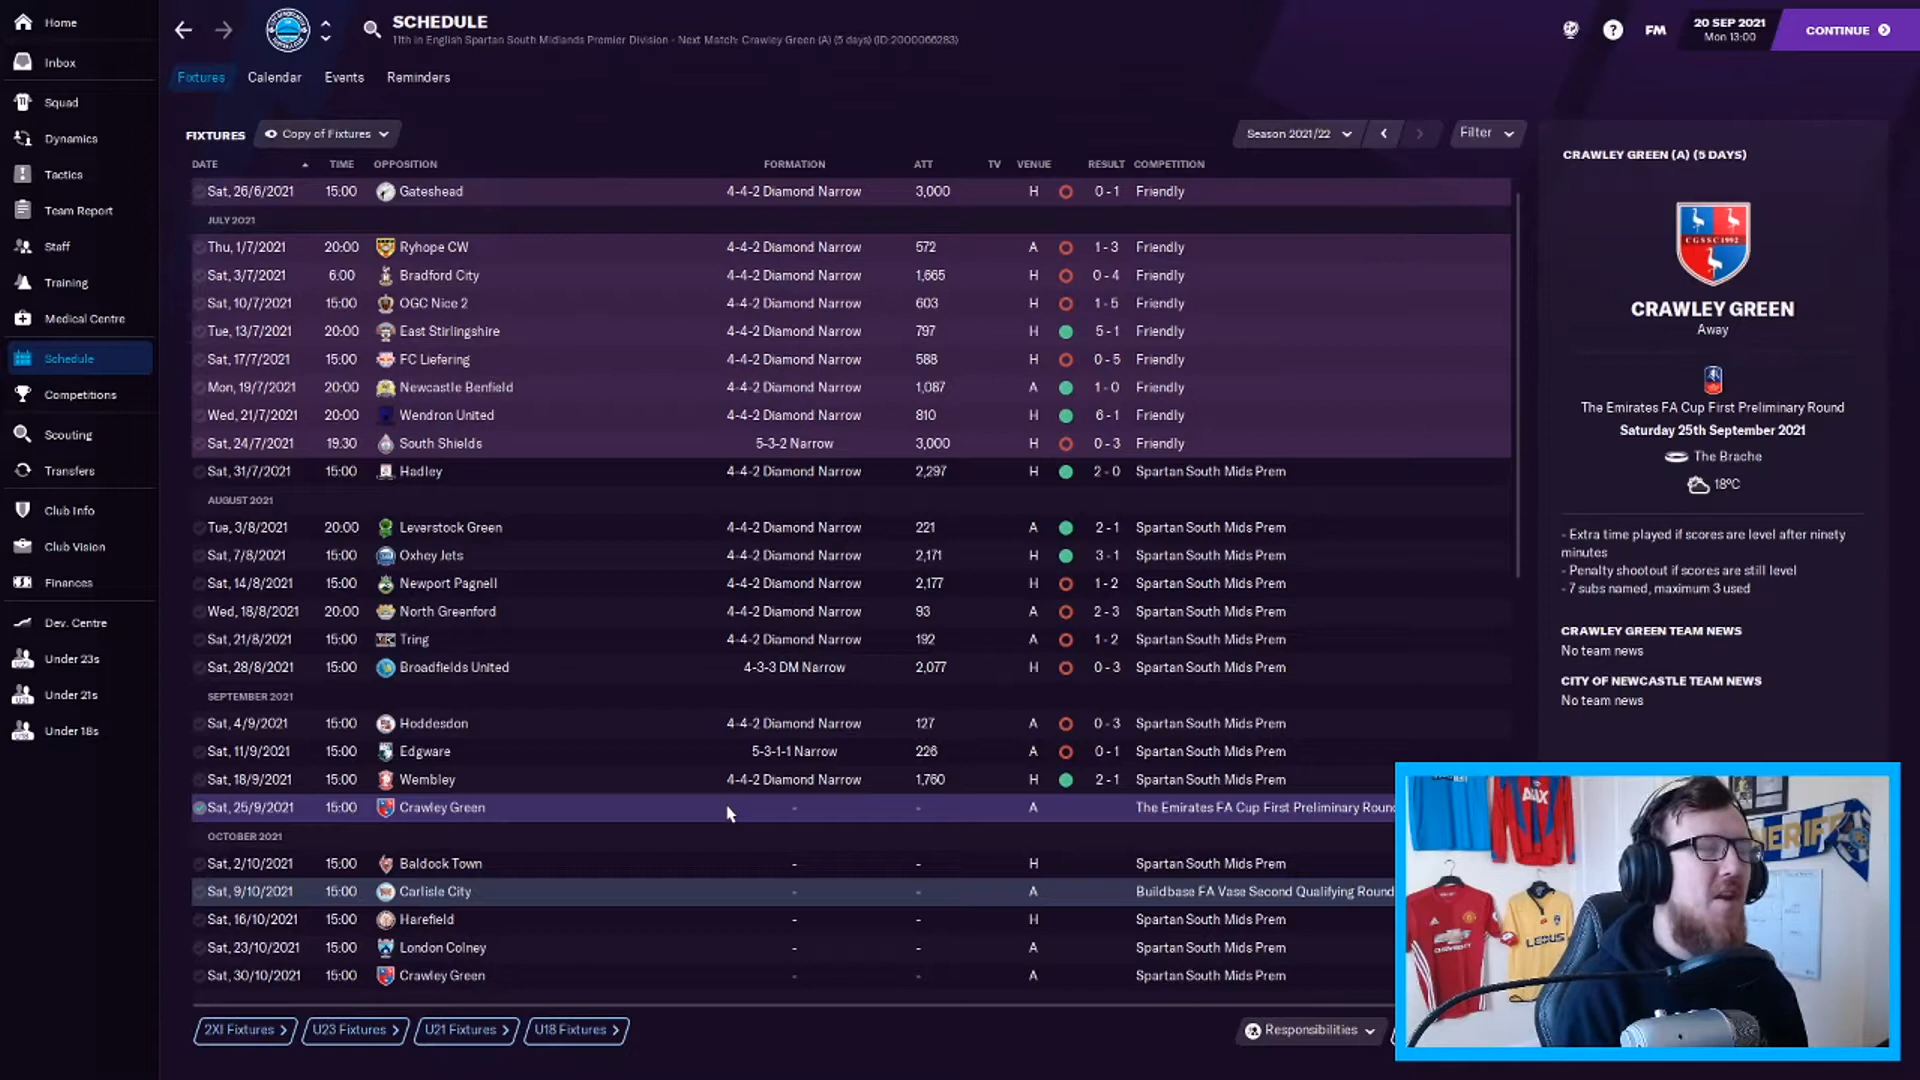 Home
Inbox
Squad
Dynamics
Tactics
Team Report
Staff
Training
Medical Centre
Schedule
Competitions
Scouting
Transfers
Club Info
Club Vision
Finances
Dev. Centre
Under 23s
Under 21s
Under 18s
SCHEDULE
11th in English Spartan South Midlands Premier Division - Next Match: Crawley Green (A) (5 days) (ID:2000066283)
FM
20 SEP 2021
Mon 13:00
CONTINUE
Fixtures Calendar Events Reminders
FIXTURES Copy of Fixtures Season 2021/22 Filter
DATE TIME OPPOSITION FORMATION ATT TV VENUE RESULT COMPETITION
Sat, 26/6/2021 15:00 Gateshead 4-4-2 Diamond Narrow 3,000 H 0 - 1 Friendly
JULY 2021
Thu, 1/7/2021 20:00 Ryhope CW 4-4-2 Diamond Narrow 572 A 1 - 3 Friendly
Sat, 3/7/2021 6:00 Bradford City 4-4-2 Diamond Narrow 1,665 H 0 - 4 Friendly
Sat, 10/7/2021 15:00 OGC Nice 2 4-4-2 Diamond Narrow 603 H 1 - 5 Friendly
Tue, 13/7/2021 20:00 East Stirlingshire 4-4-2 Diamond Narrow 797 H 5 - 1 Friendly
Sat, 17/7/2021 15:00 FC Liefering 4-4-2 Diamond Narrow 588 H 0 - 5 Friendly
Mon, 19/7/2021 20:00 Newcastle Benfield 4-4-2 Diamond Narrow 1,087 A 1 - 0 Friendly
Wed, 21/7/2021 20:00 Wendron United 4-4-2 Diamond Narrow 810 H 6 - 1 Friendly
Sat, 24/7/2021 19:30 South Shields 5-3-2 Narrow 3,000 H 0 - 3 Friendly
Sat, 31/7/2021 15:00 Hadley 4-4-2 Diamond Narrow 2,297 H 2 - 0 Spartan South Mids Prem
AUGUST 2021
Tue, 3/8/2021 20:00 Leverstock Green 4-4-2 Diamond Narrow 221 A 2 - 1 Spartan South Mids Prem
Sat, 7/8/2021 15:00 Oxhey Jets 4-4-2 Diamond Narrow 2,171 H 3 - 1 Spartan South Mids Prem
Sat, 14/8/2021 15:00 Newport Pagnell 4-4-2 Diamond Narrow 2,177 H 1 - 2 Spartan South Mids Prem
Wed, 18/8/2021 20:00 North Greenford 4-4-2 Diamond Narrow 93 A 2 - 3 Spartan South Mids Prem
Sat, 21/8/2021 15:00 Tring 4-4-2 Diamond Narrow 192 A 1 - 2 Spartan South Mids Prem
Sat, 28/8/2021 15:00 Broadfields United 4-3-3 DM Narrow 2,077 H 0 - 3 Spartan South Mids Prem
SEPTEMBER 2021
Sat, 4/9/2021 15:00 Hoddesdon 4-4-2 Diamond Narrow 127 A 0 - 3 Spartan South Mids Prem
Sat, 11/9/2021 15:00 Edgware 5-3-1-1 Narrow 226 A 0 - 1 Spartan South Mids Prem
Sat, 18/9/2021 15:00 Wembley 4-4-2 Diamond Narrow 1,760 H 2 - 1 Spartan South Mids Prem
Sat, 25/9/2021 15:00 Crawley Green - - A The Emirates FA Cup First Preliminary Round
OCTOBER 2021
Sat, 2/10/2021 15:00 Baldock Town - - H Spartan South Mids Prem
Sat, 9/10/2021 15:00 Carlisle City - - A Buildbase FA Vase Second Qualifying Round
Sat, 16/10/2021 15:00 Harefield - - H Spartan South Mids Prem
Sat, 23/10/2021 15:00 London Colney - - A Spartan South Mids Prem
Sat, 30/10/2021 15:00 Crawley Green - - A Spartan South Mids Prem
2XI Fixtures U23 Fixtures U21 Fixtures U18 Fixtures Responsibilities
CRAWLEY GREEN (A) (5 DAYS)
CGSSC1992
CRAWLEY GREEN
Away
The Emirates FA Cup First Preliminary Round
Saturday 25th September 2021
The Brache
18°C
- Extra time played if scores are level after ninety
minutes
- Penalty shootout if scores are still level
- 7 subs named, maximum 3 used
CRAWLEY GREEN TEAM NEWS
No team news
CITY OF NEWCASTLE TEAM NEWS
No team news
AJAX
LEDUS
CHEVROLET